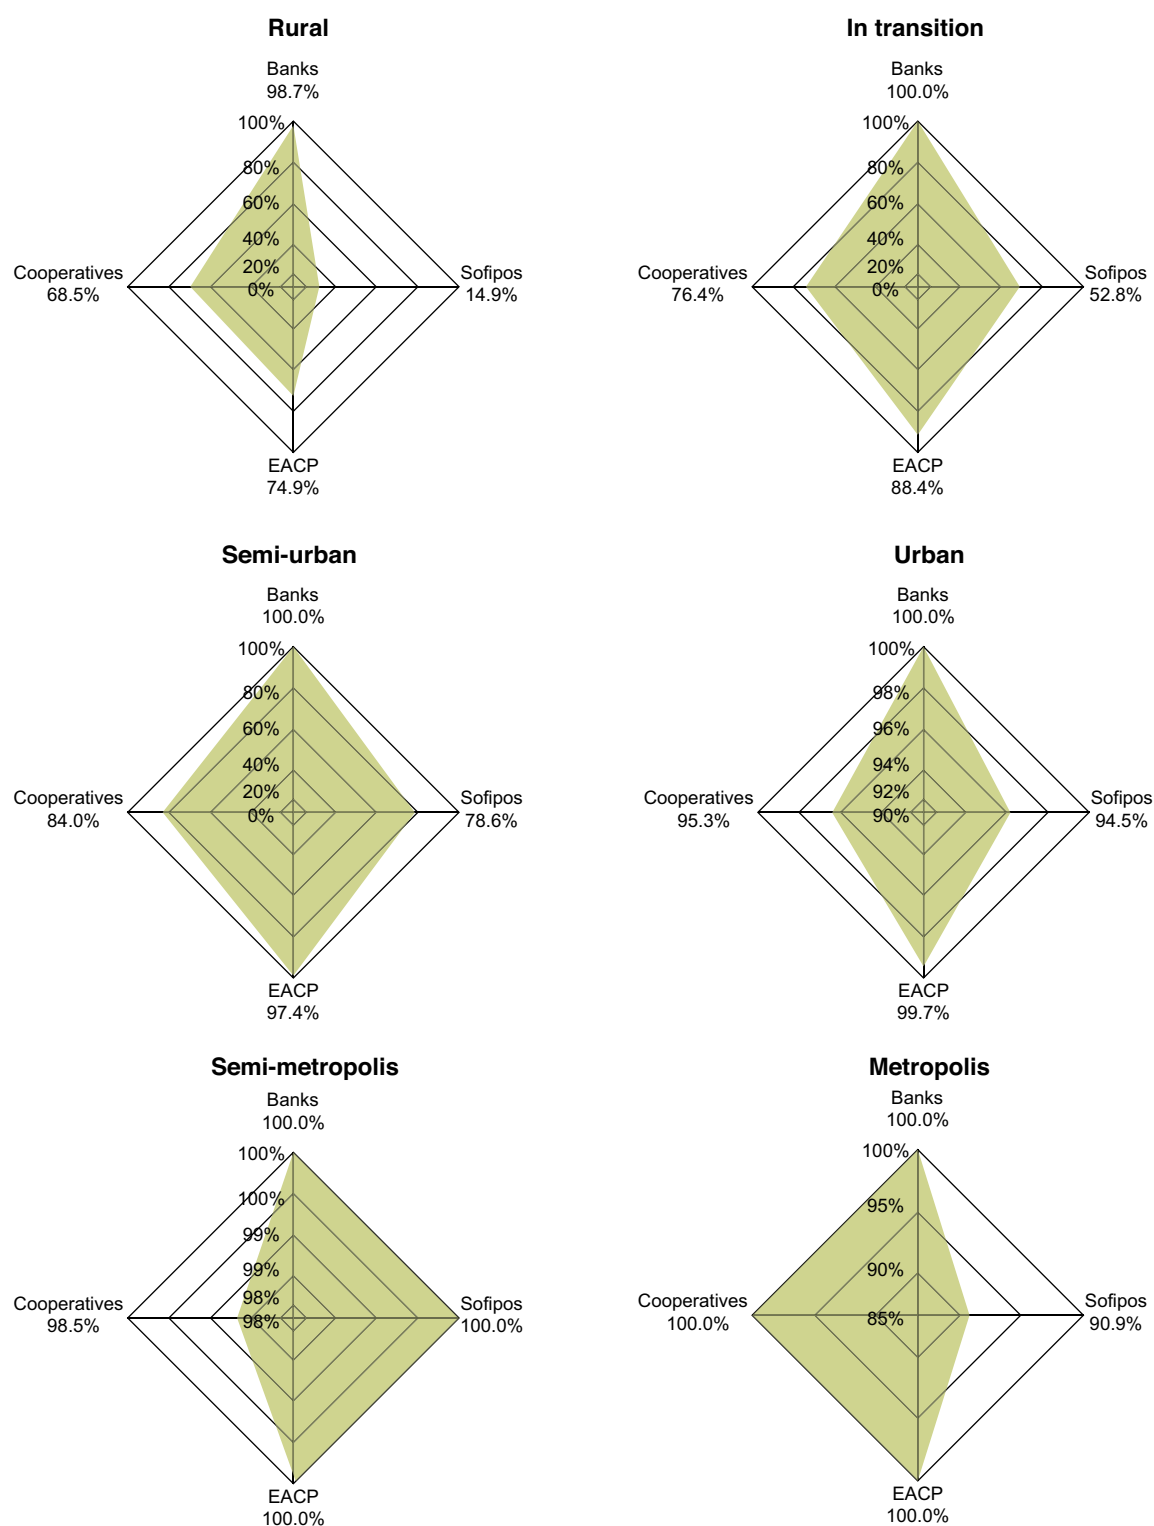 Rural
Banks
98.7%
100%
80%
60%
40%
20%
0%
Cooperatives
68.5%
Sofipos
14.9%
EACP
74.9%
In transition
Banks
100.0%
100%
80%
60%
40%
20%
0%
Cooperatives
76.4%
Sofipos
52.8%
EACP
88.4%
Semi-urban
Banks
100.0%
100%
80%
60%
40%
20%
0%
Cooperatives
84.0%
Sofipos
78.6%
EACP
97.4%
Urban
Banks
100.0%
100%
98%
96%
94%
92%
90%
Cooperatives
95.3%
Sofipos
94.5%
EACP
99.7%
Semi-metropolis
Banks
100.0%
100%
100%
99%
99%
98%
98%
Cooperatives
98.5%
Sofipos
100.0%
EACP
100.0%
Metropolis
Banks
100.0%
100%
95%
90%
85%
Cooperatives
100.0%
Sofipos
90.9%
EACP
100.0%